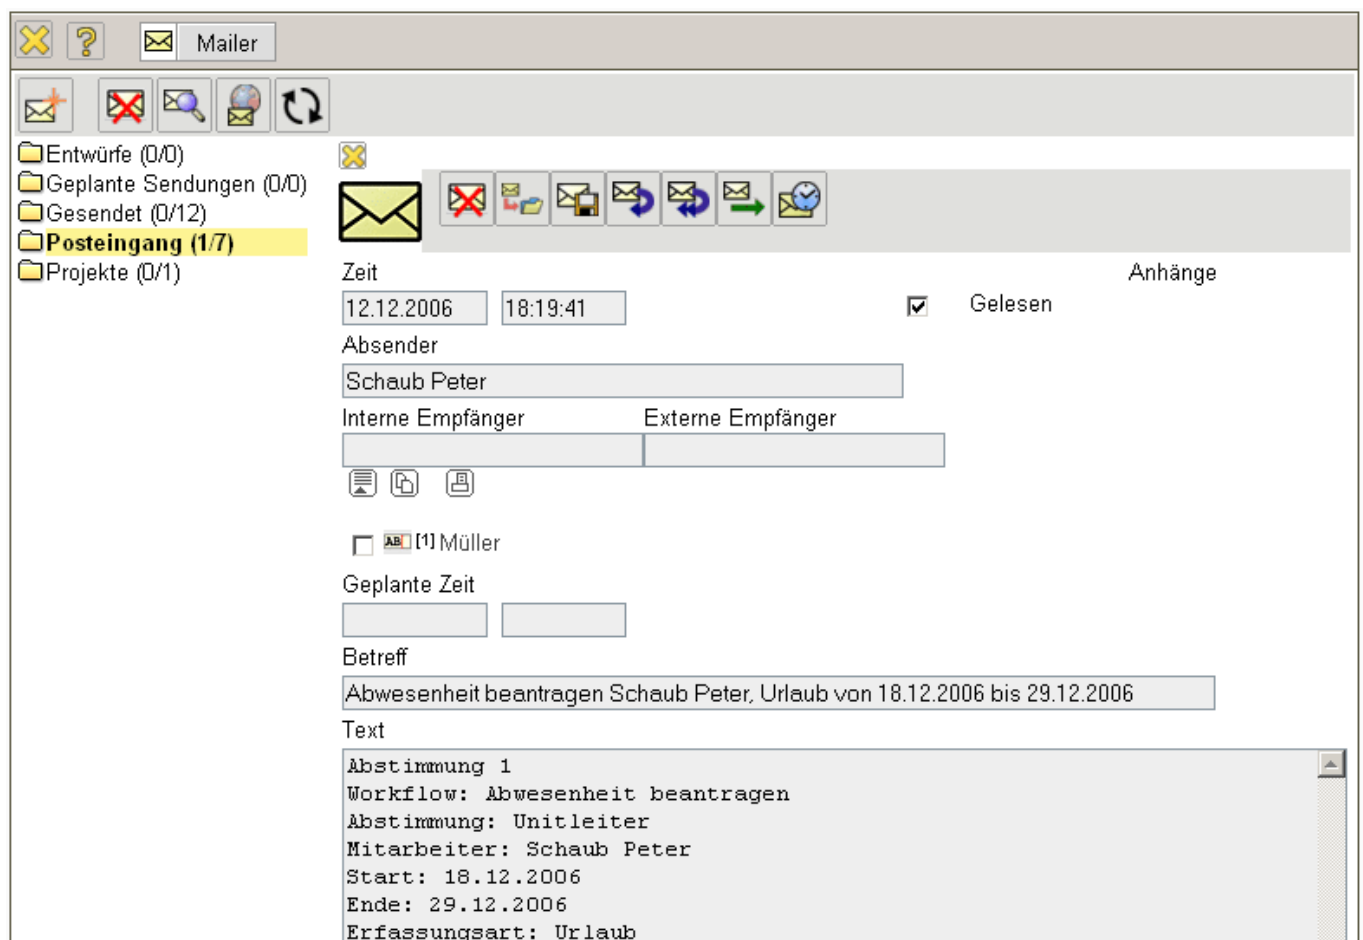 Mailer
Entwürfe (0/0)
Geplante Sendungen (0/0)
Gesendet (0/12)
Posteingang (1/7)
Projekte (0/1)
Zeit
Anhänge
12.12.2006 18:19:41
Gelesen
Absender
Schaub Peter
Interne Empfänger Externe Empfänger
AB [1] Müller
Geplante Zeit
Betreff
Abwesenheit beantragen Schaub Peter, Urlaub von 18.12.2006 bis 29.12.2006
Text
Abstimmung 1
Workflow: Abwesenheit beantragen
Abstimmung: Unitleiter
Mitarbeiter: Schaub Peter
Start: 18.12.2006
Ende: 29.12.2006
Erfassungsart: Urlaub